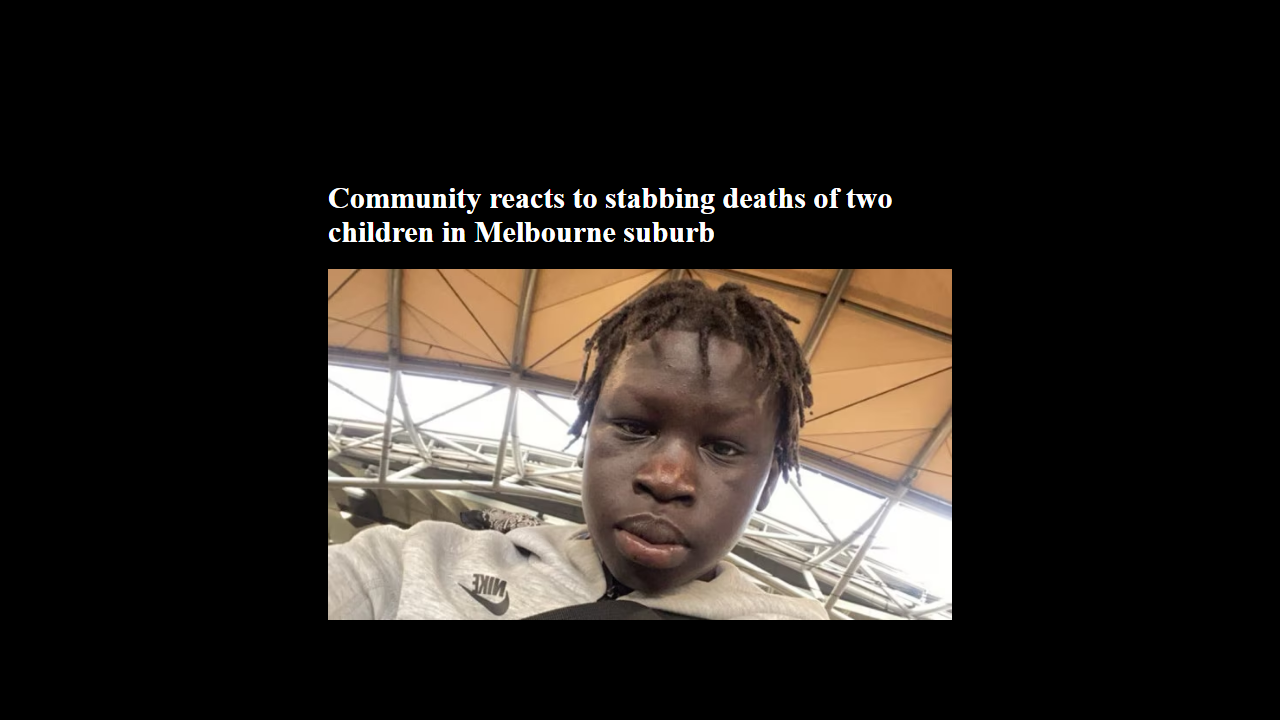 Community reacts to stabbing deaths of two
children in Melbourne suburb
NIKE